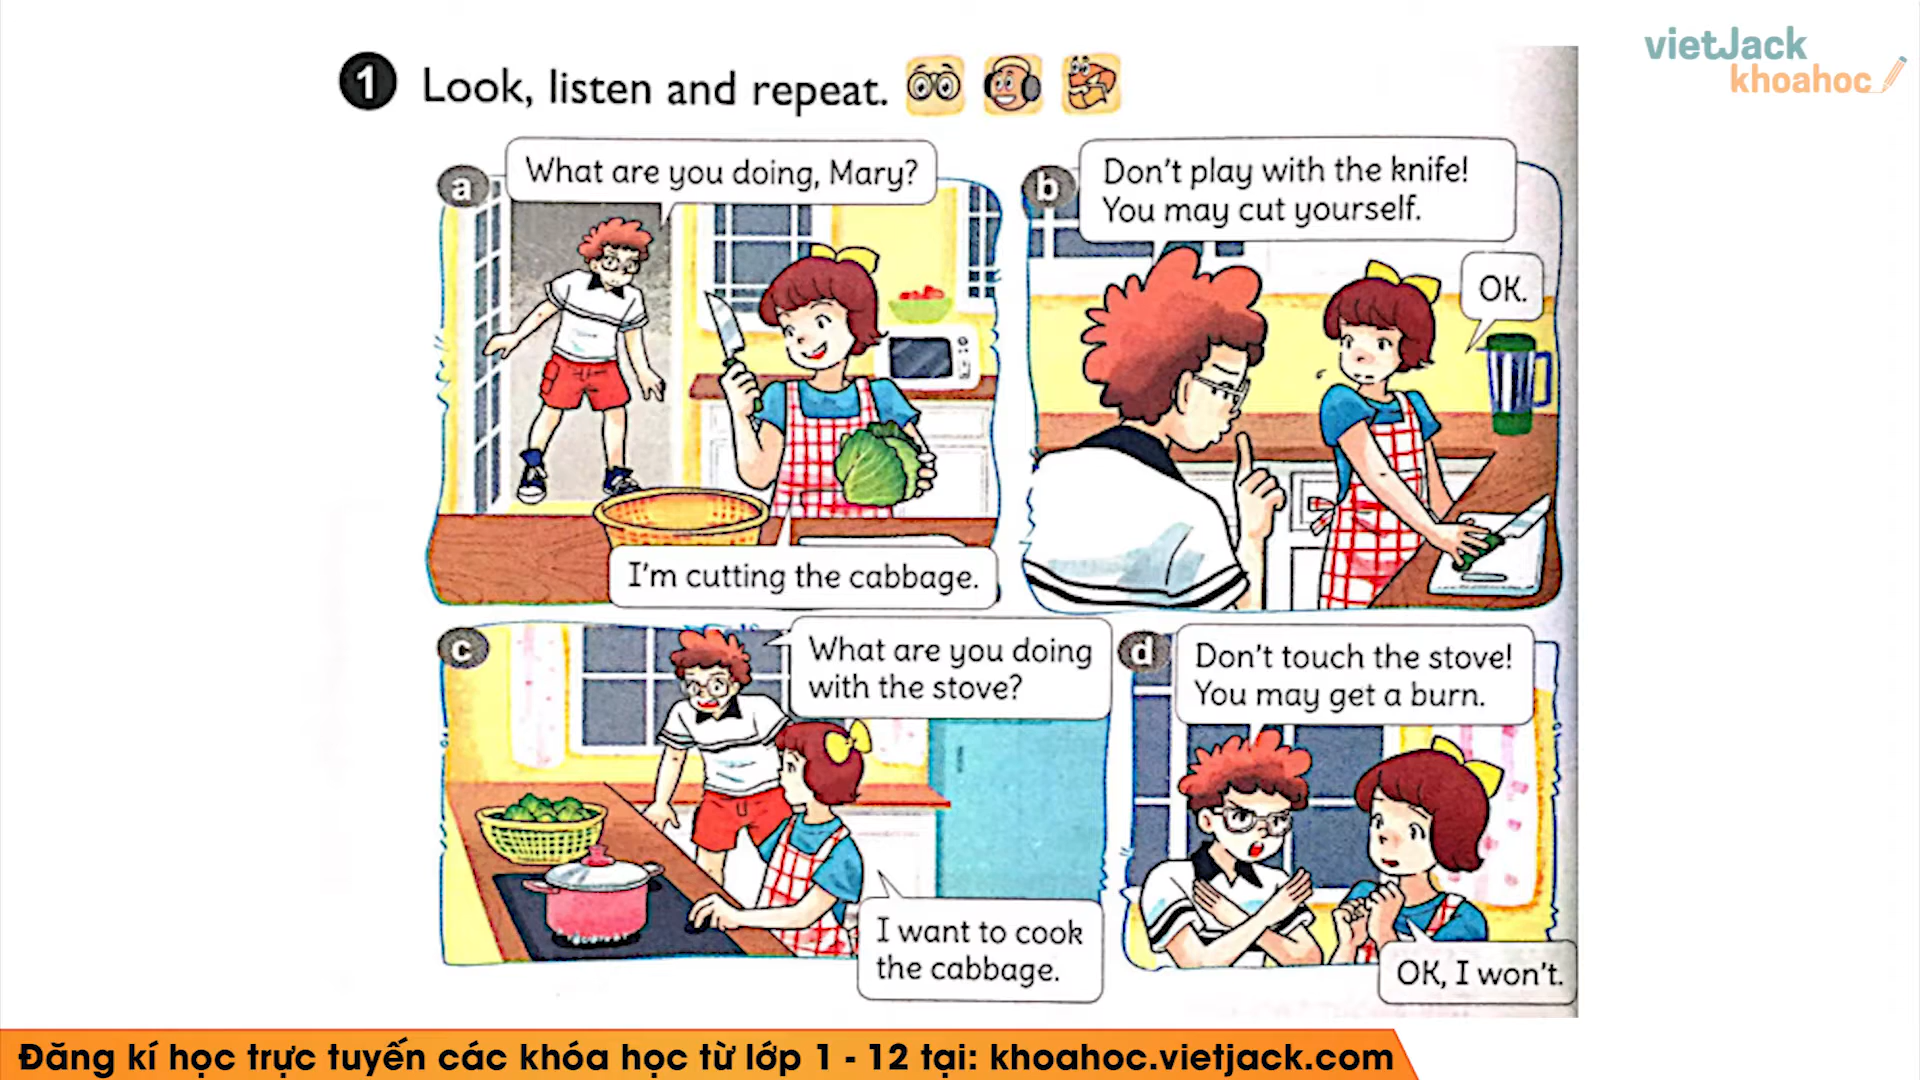 vietJack
khoahoc
1 Look, listen and repeat.
a
What are you doing, Mary?
I'm cutting the cabbage.
b
Don't play with the knife!
You may cut yourself.
OK.
c
What are you doing
with the stove?
I want to cook
the cabbage.
d
Don't touch the stove!
You may get a burn.
OK, I won't.
Đăng kí học trực tuyến các khóa học từ lớp 1 - 12 tại: khoahoc.vietjack.com